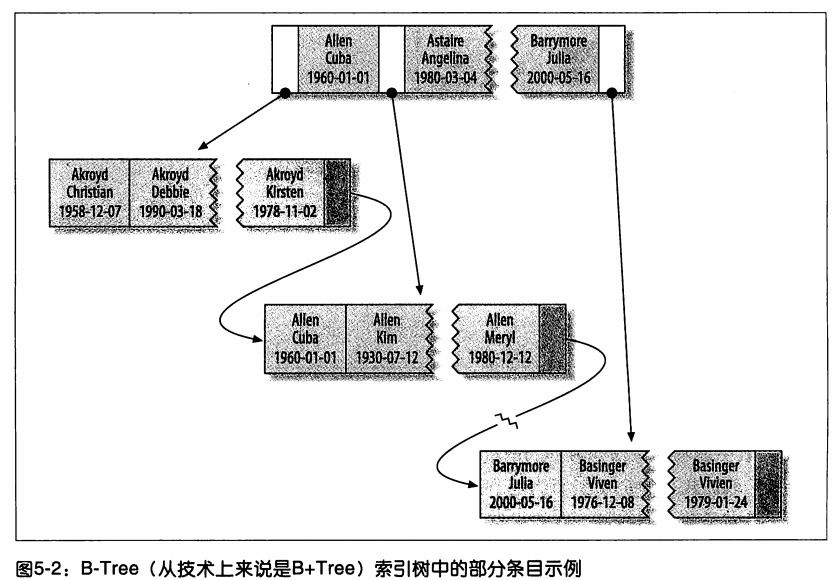 Allen
Cuba
1960-01-01
Astaire
Angelina
1980-03-04
Barrymore
Julia
2000-05-16
Akroyd
Christian
1958-12-07
Akroyd
Debbie
1990-03-18
Akroyd
Kirsten
1978-11-02
Allen
Cuba
1960-01-01
Allen
Kim
1930-07-12
Allen
Meryl
1980-12-12
Barrymore
Julia
2000-05-16
Basinger
Viven
1976-12-08
Basinger
Vivien
1979-01-24
图5-2：B-Tree（从技术上来说是B+Tree）索引树中的部分条目示例